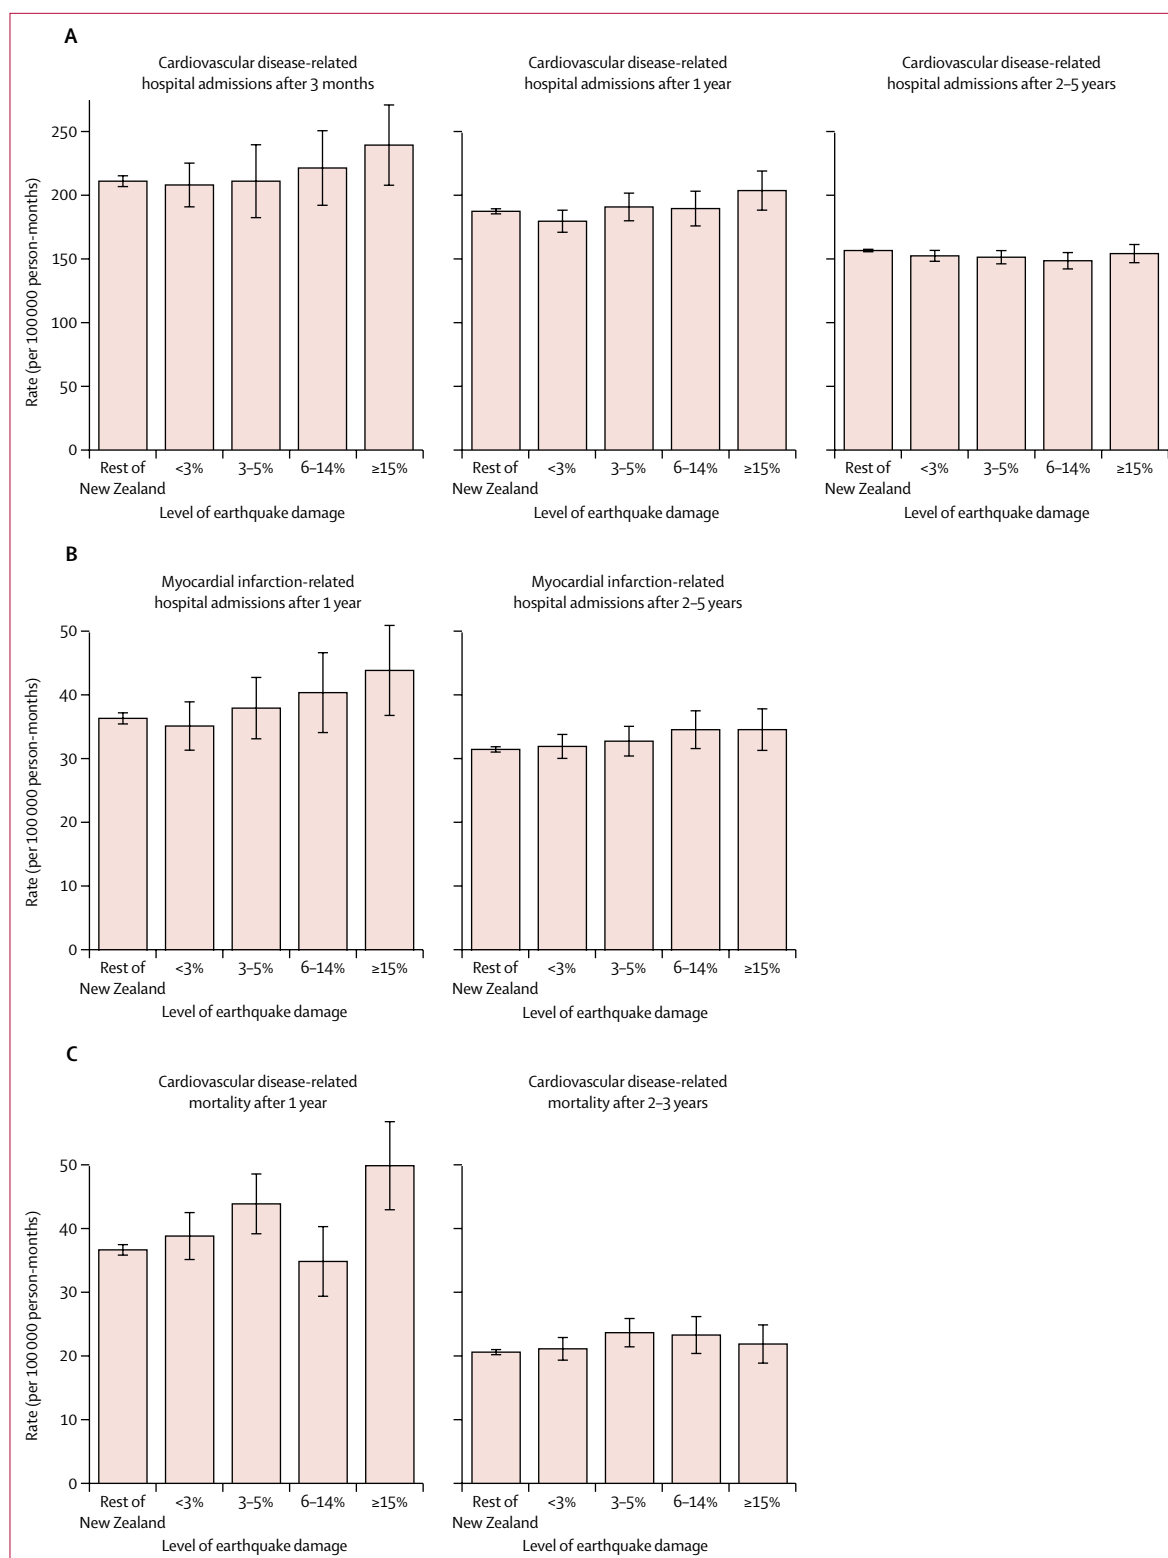 A
Cardiovascular disease-related
hospital admissions after 3 months
Cardiovascular disease-related
hospital admissions after 1 year
Cardiovascular disease-related
hospital admissions after 2–5 years
Rate (per 100 000 person-months)
250
200
150
100
50
0
Rest of
New Zealand
<3%
3–5%
6–14%
≥15%
Level of earthquake damage
Rest of
New Zealand
<3%
3–5%
6–14%
≥15%
Level of earthquake damage
Rest of
New Zealand
<3%
3–5%
6–14%
≥15%
Level of earthquake damage
B
Myocardial infarction-related
hospital admissions after 1 year
Myocardial infarction-related
hospital admissions after 2–5 years
Rate (per 100 000 person-months)
50
40
30
20
10
0
Rest of
New Zealand
<3%
3–5%
6–14%
≥15%
Level of earthquake damage
Rest of
New Zealand
<3%
3–5%
6–14%
≥15%
Level of earthquake damage
C
Cardiovascular disease-related
mortality after 1 year
Cardiovascular disease-related
mortality after 2–3 years
Rate (per 100 000 person-months)
50
40
30
20
10
0
Rest of
New Zealand
<3%
3–5%
6–14%
≥15%
Level of earthquake damage
Rest of
New Zealand
<3%
3–5%
6–14%
≥15%
Level of earthquake damage